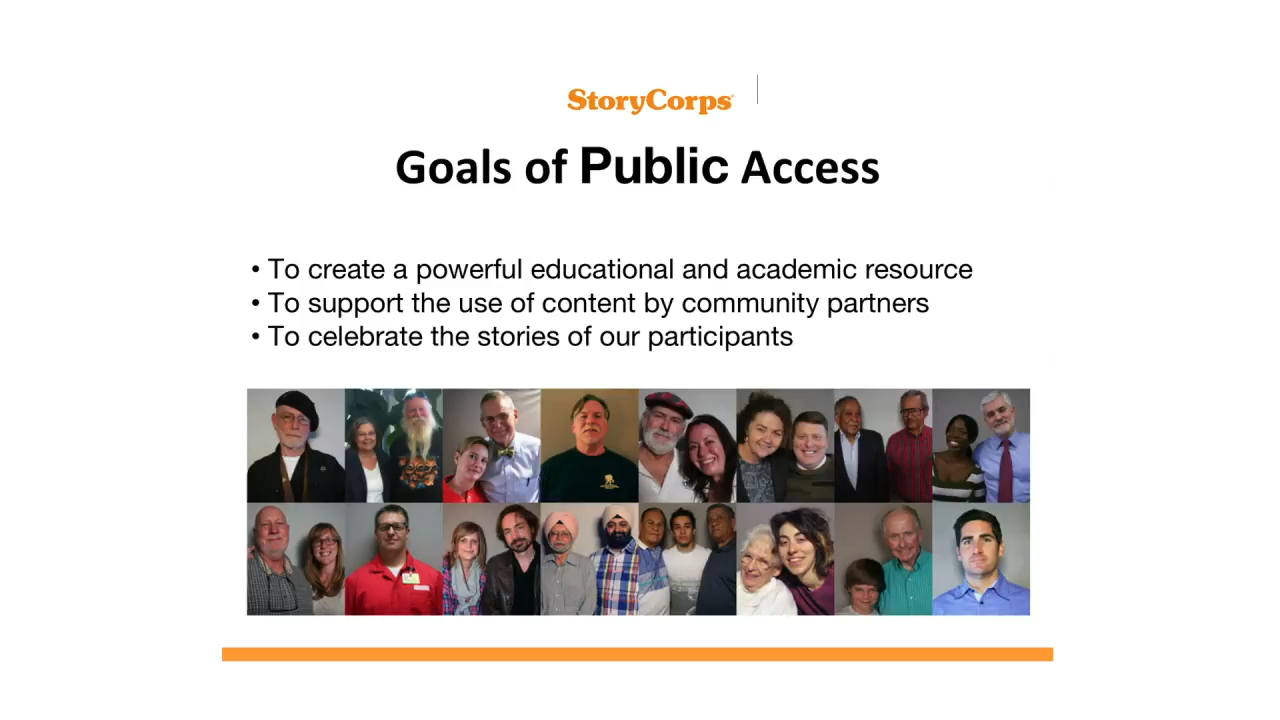 StoryCorps
Goals of Public Access
• To create a powerful educational and academic resource
• To support the use of content by community partners
• To celebrate the stories of our participants